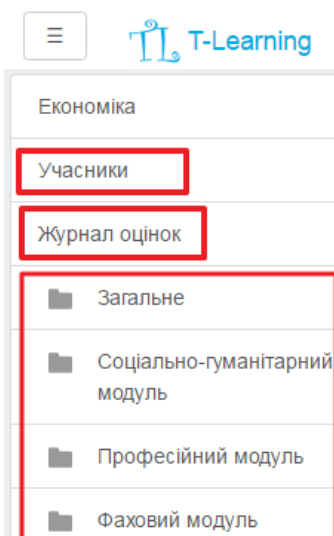 T-Learning
Економіка
Учасники
Журнал оцінок
Загальне
Соціально-гуманітарний
модуль
Професійний модуль
Фаховий модуль